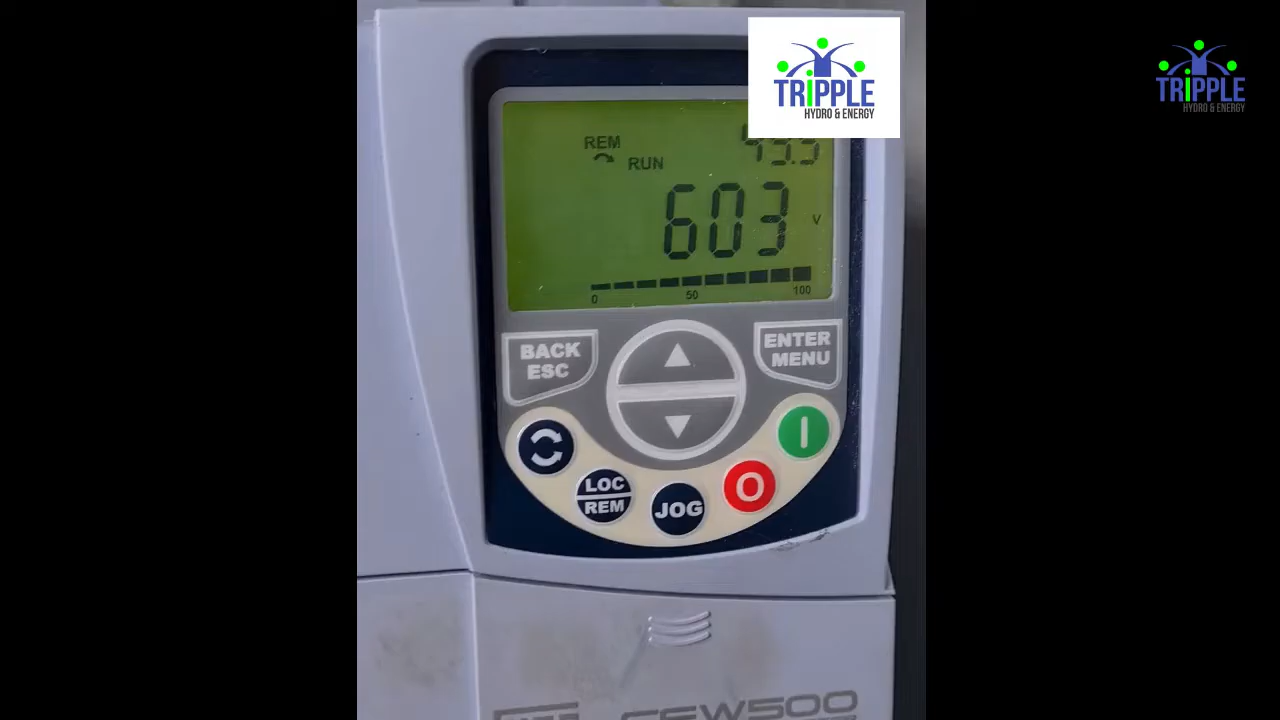 TRiPPLE
HYDRO & ENERGY
TRiPPLE
HYDRO & ENERGY
REM
RUN
603
V
0 50 100
BACK
ESC
ENTER
MENU
LOC
REM
JOG
CFW500